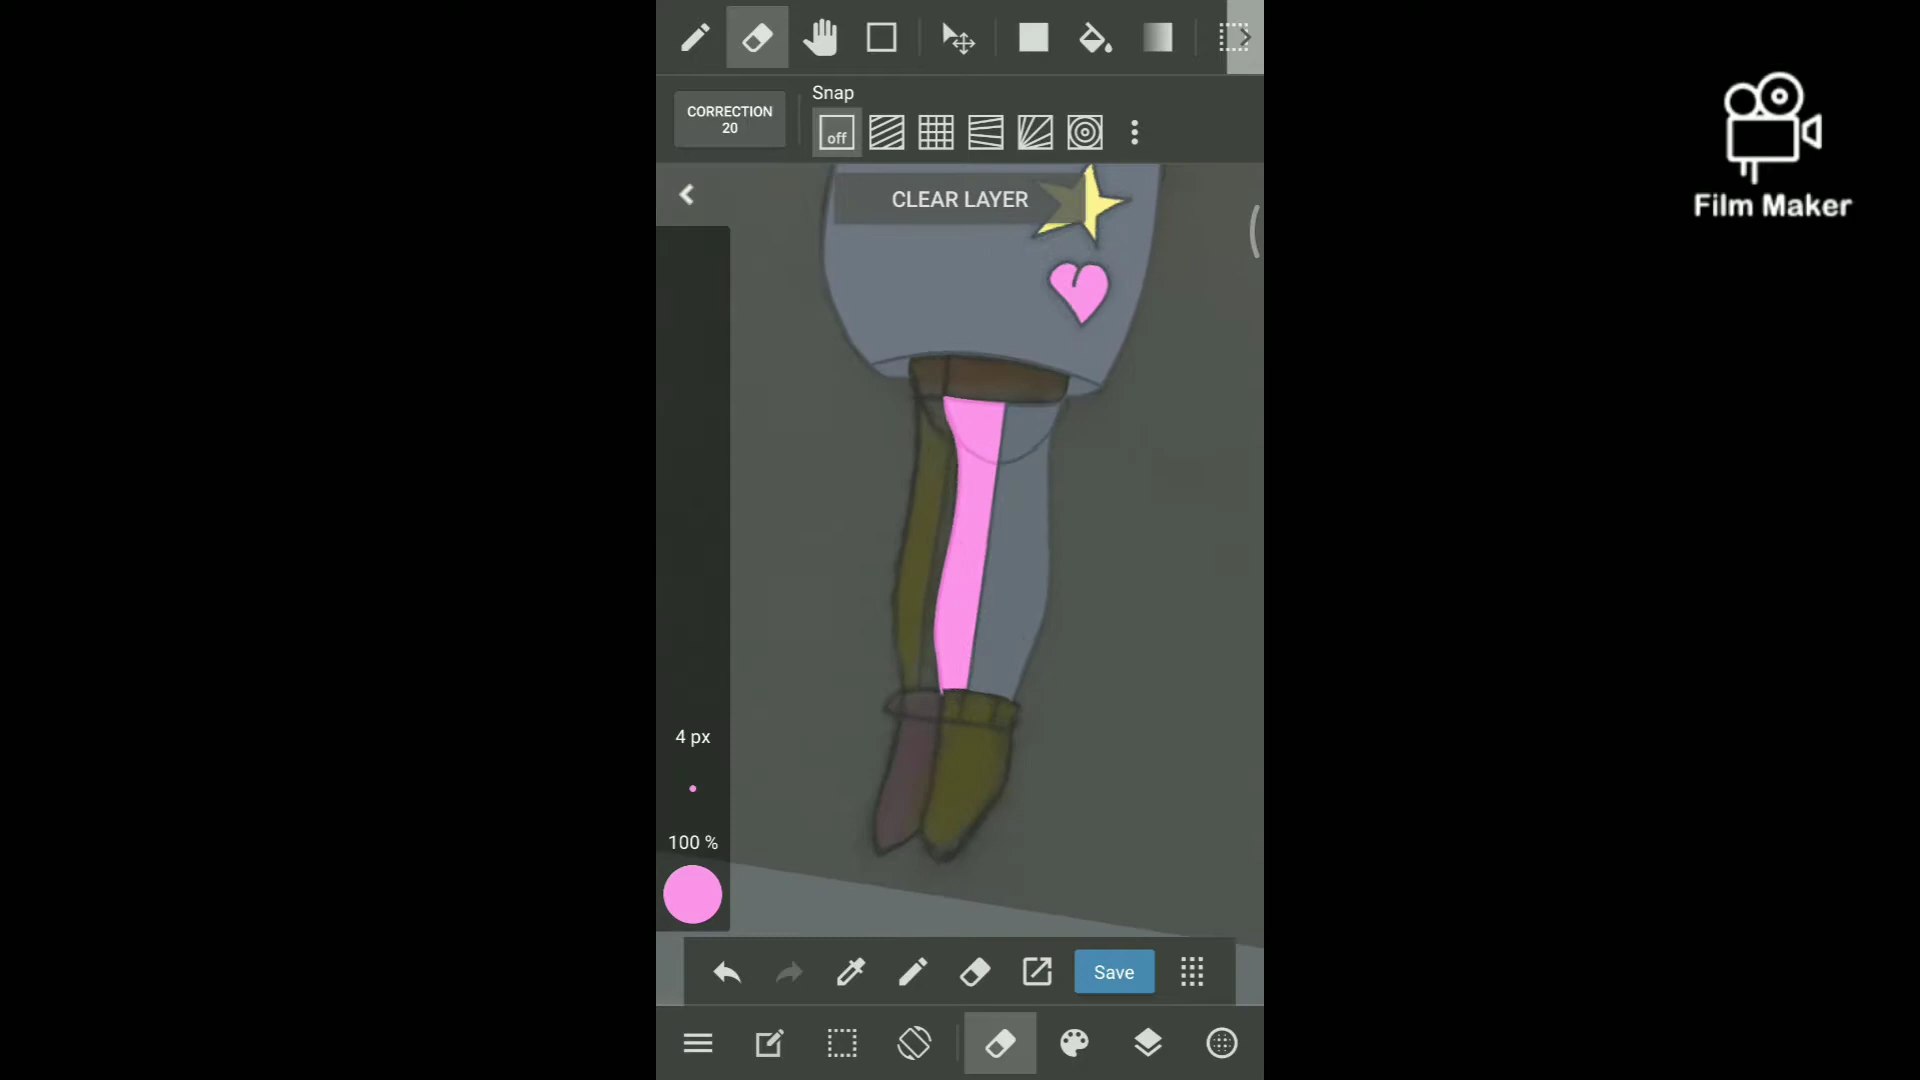 CORRECTION
20
Snap
off
CLEAR LAYER
Film Maker
4 px
100 %
Save